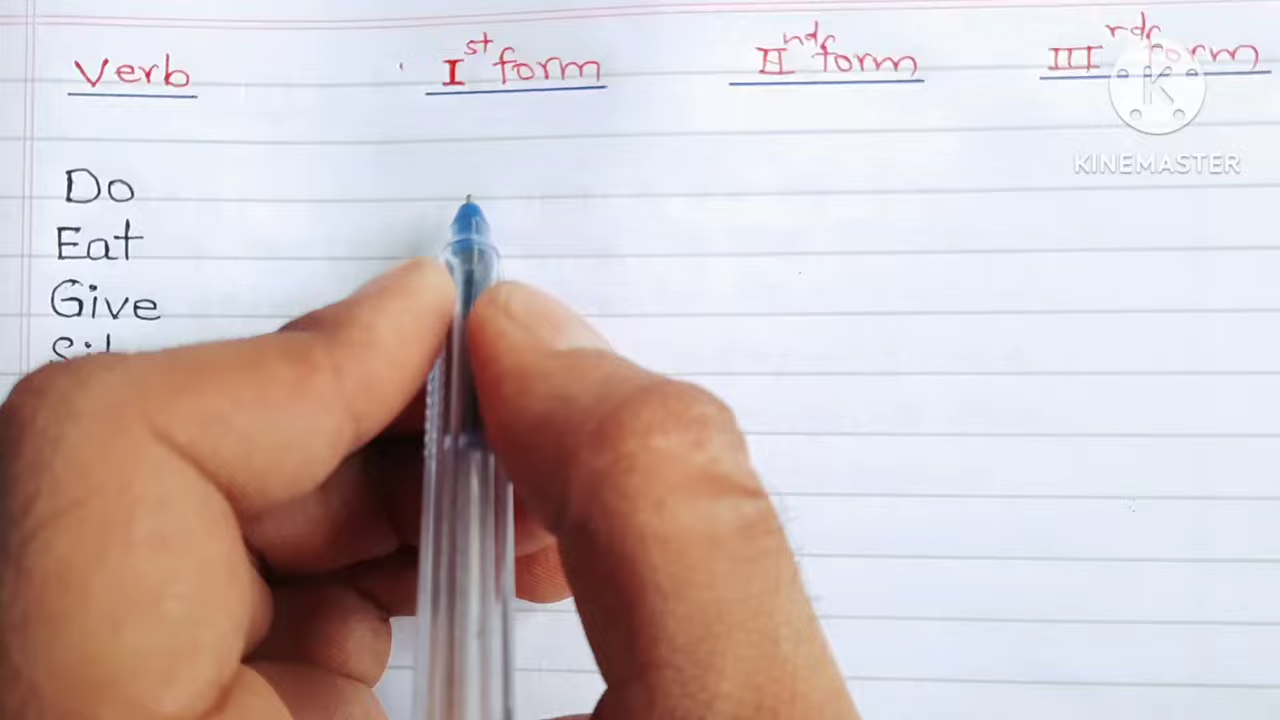 Verb Ist form IInd form IIIrd form
KINEMASTER
Do
Eat
Give